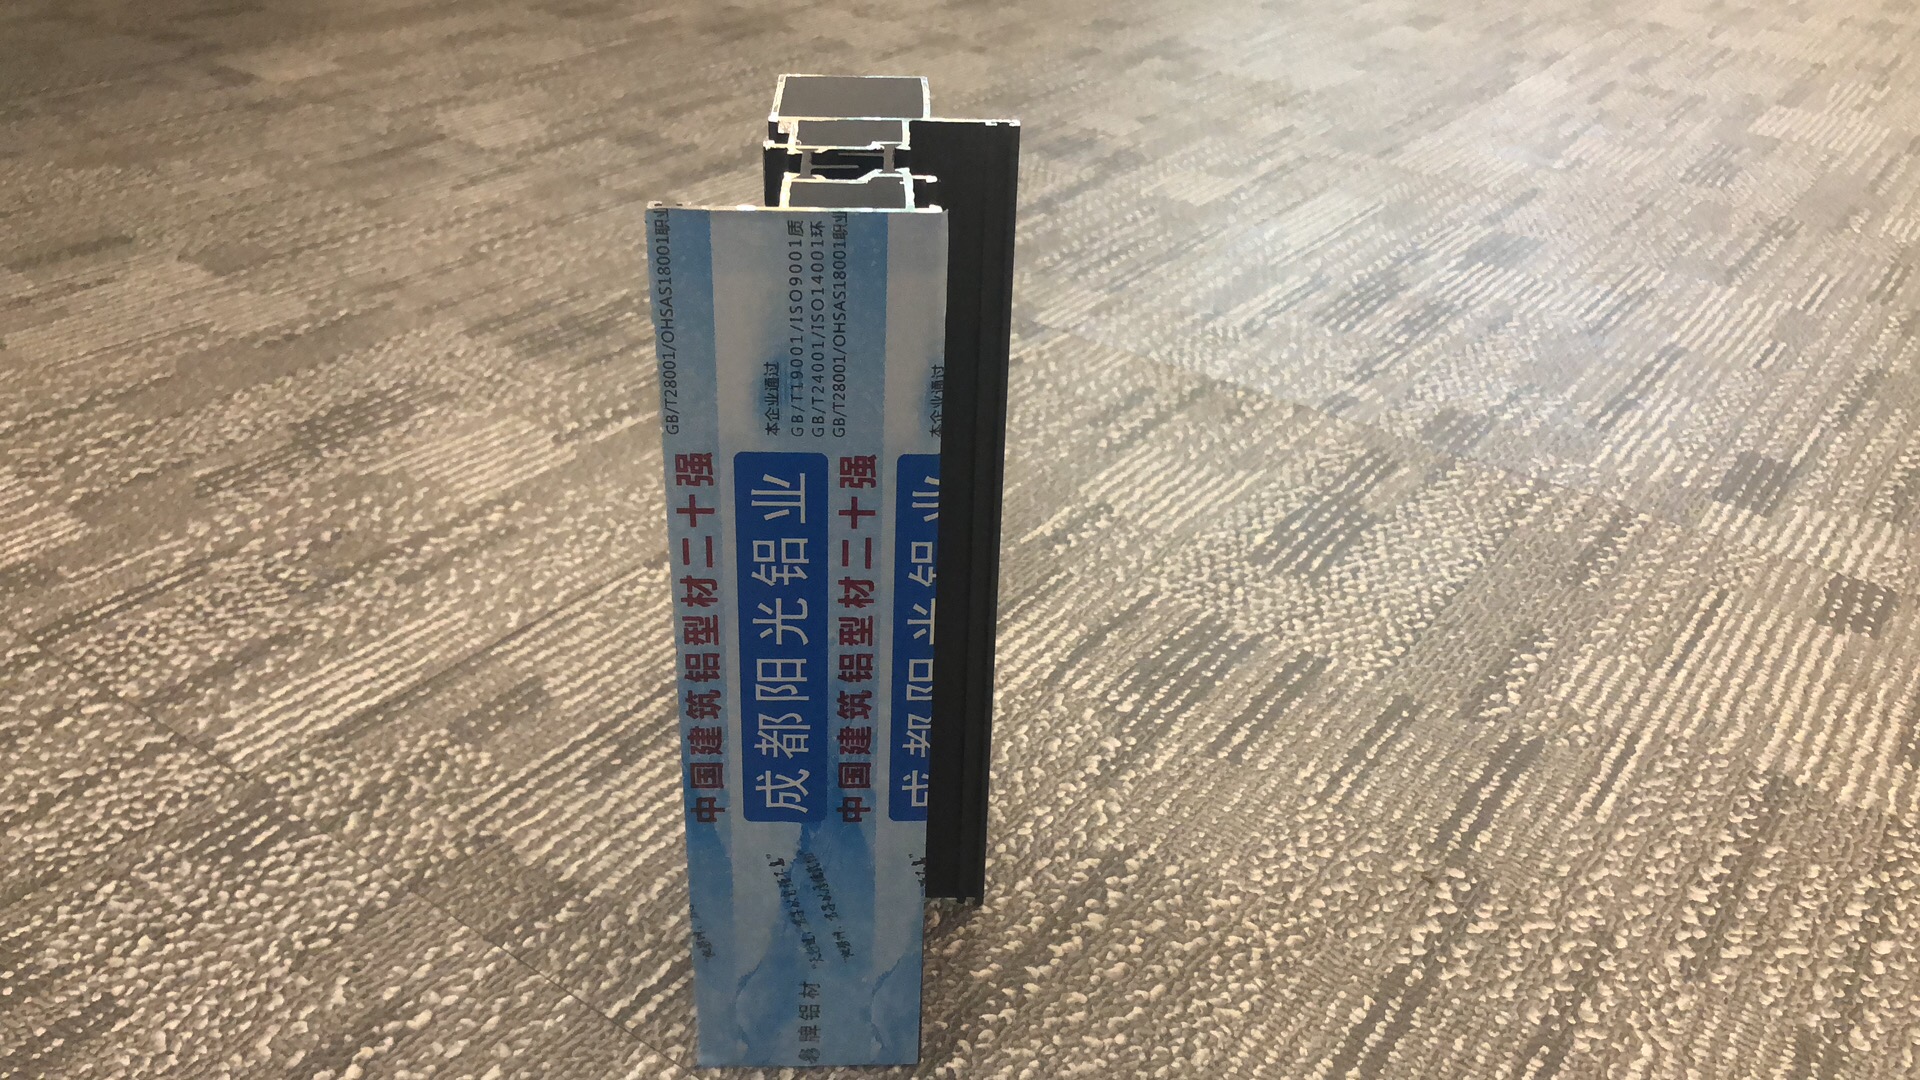 GB/T28001/OHSAS18001职业
中国建筑铝型材二十强
本企业通过
GB/T19001/ISO9001质
GB/T24001/ISO14001环
GB/T28001/OHSAS18001职业
成都阳光铝业
中国建筑铝型材二十强
牌铝材
本企业通过
成都阳光铝业